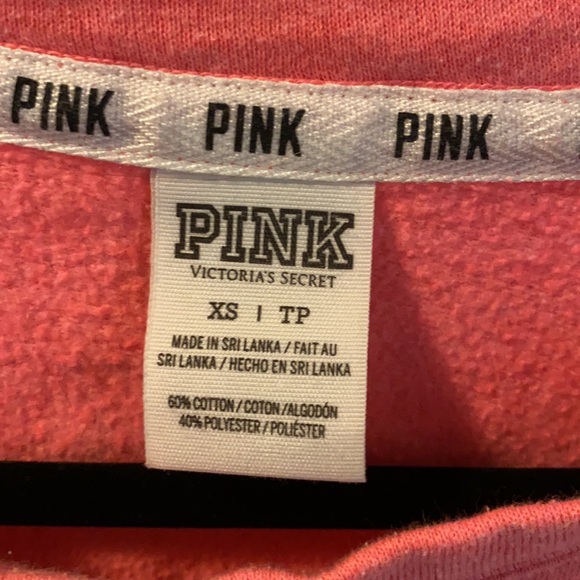 PINK PINK PINK
PINK
VICTORIA'S SECRET
XS | TP
MADE IN SRI LANKA / FAIT AU
SRI LANKA / HECHO EN SRI LANKA
60% COTTON / COTON / ALGODÓN
40% POLYESTER / POLIÉSTER